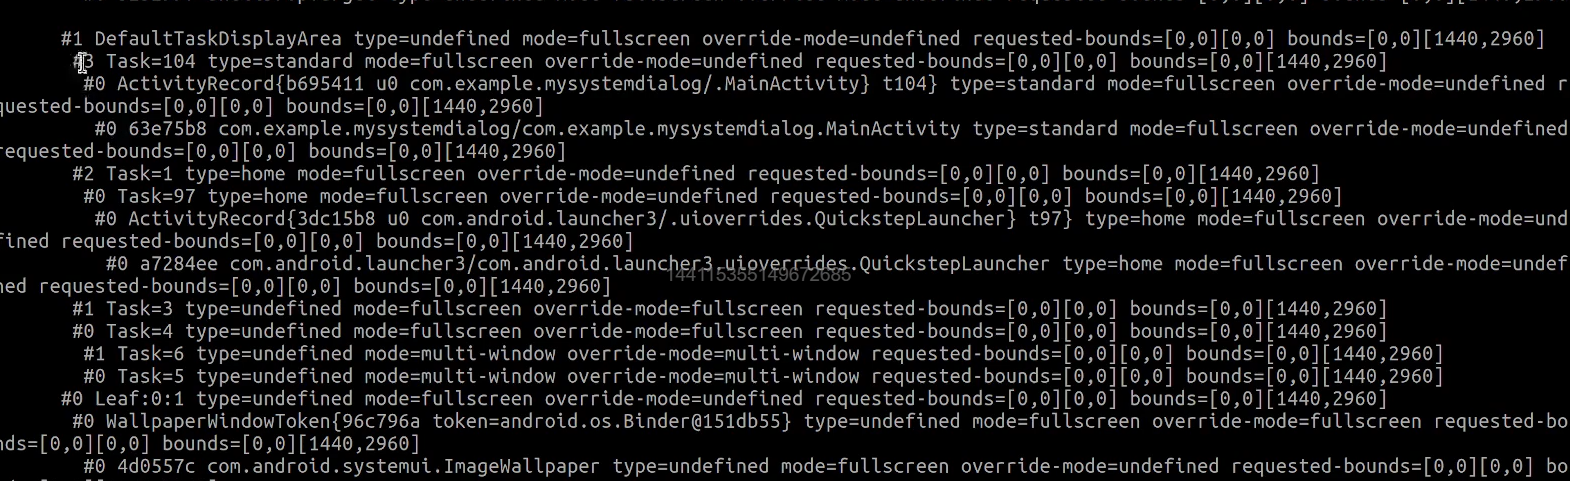 #1 DefaultTaskDisplayArea type=undefined mode=fullscreen override-mode=undefined requested-bounds=[0,0][0,0] bounds=[0,0][1440,2960]
#3 Task=104 type=standard mode=fullscreen override-mode=undefined requested-bounds=[0,0][0,0] bounds=[0,0][1440,2960]
#0 ActivityRecord{b695411 u0 com.example.mysystemdialog/.MainActivity} t104} type=standard mode=fullscreen override-mode=undefined r
quested-bounds=[0,0][0,0] bounds=[0,0][1440,2960]
#0 63e75b8 com.example.mysystemdialog/com.example.mysystemdialog.MainActivity type=standard mode=fullscreen override-mode=undefined
requested-bounds=[0,0][0,0] bounds=[0,0][1440,2960]
#2 Task=1 type=home mode=fullscreen override-mode=undefined requested-bounds=[0,0][0,0] bounds=[0,0][1440,2960]
#0 Task=97 type=home mode=fullscreen override-mode=undefined requested-bounds=[0,0][0,0] bounds=[0,0][1440,2960]
#0 ActivityRecord{3dc15b8 u0 com.android.launcher3/.uioverrides.QuickstepLauncher} t97} type=home mode=fullscreen override-mode=und
fined requested-bounds=[0,0][0,0] bounds=[0,0][1440,2960]
#0 a7284ee com.android.launcher3/com.android.launcher3.uioverrides.QuickstepLauncher type=home mode=fullscreen override-mode=undef
ned requested-bounds=[0,0][0,0] bounds=[0,0][1440,2960]
144115355149672685
#1 Task=3 type=undefined mode=fullscreen override-mode=fullscreen requested-bounds=[0,0][0,0] bounds=[0,0][1440,2960]
#0 Task=4 type=undefined mode=fullscreen override-mode=fullscreen requested-bounds=[0,0][0,0] bounds=[0,0][1440,2960]
#1 Task=6 type=undefined mode=multi-window override-mode=multi-window requested-bounds=[0,0][0,0] bounds=[0,0][1440,2960]
#0 Task=5 type=undefined mode=multi-window override-mode=multi-window requested-bounds=[0,0][0,0] bounds=[0,0][1440,2960]
#0 Leaf:0:1 type=undefined mode=fullscreen override-mode=undefined requested-bounds=[0,0][0,0] bounds=[0,0][1440,2960]
#0 WallpaperWindowToken{96c796a token=android.os.Binder@151db55} type=undefined mode=fullscreen override-mode=undefined requested-bo
nds=[0,0][0,0] bounds=[0,0][1440,2960]
#0 4d0557c com.android.systemui.ImageWallpaper type=undefined mode=fullscreen override-mode=undefined requested-bounds=[0,0][0,0] bo